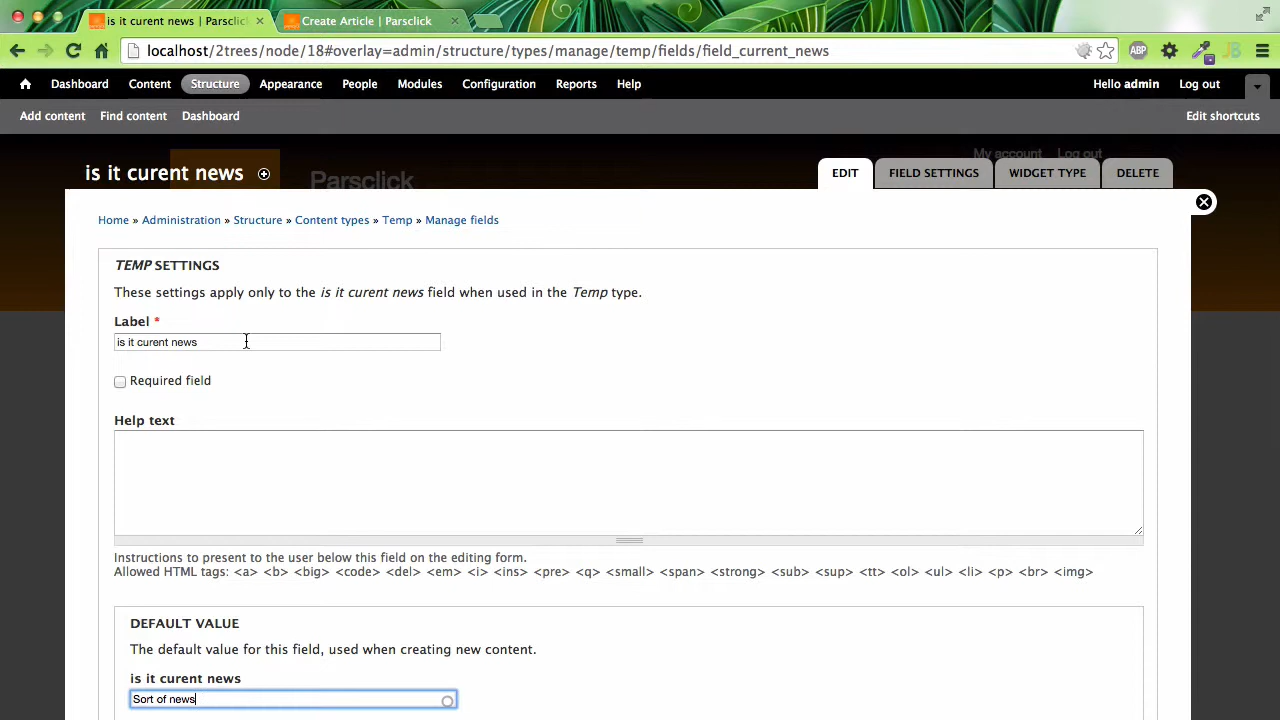 is it curent news | Parsclick
Create Article | Parsclick
localhost/2trees/node/18#overlay=admin/structure/types/manage/temp/fields/field_current_news
ABP
Dashboard Content Structure Appearance People Modules Configuration Reports Help Hello admin Log out
Add content Find content Dashboard Edit shortcuts
My account Log out
is it curent news Parsclick EDIT FIELD SETTINGS WIDGET TYPE DELETE
Home » Administration » Structure » Content types » Temp » Manage fields
TEMP SETTINGS
These settings apply only to the is it curent news field when used in the Temp type.
Label *
is it curent news
Required field
Help text
Instructions to present to the user below this field on the editing form.
Allowed HTML tags: <a> <b> <big> <code> <del> <em> <i> <ins> <pre> <q> <small> <span> <strong> <sub> <sup> <tt> <ol> <ul> <li> <p> <br> <img>
DEFAULT VALUE
The default value for this field, used when creating new content.
is it curent news
Sort of news